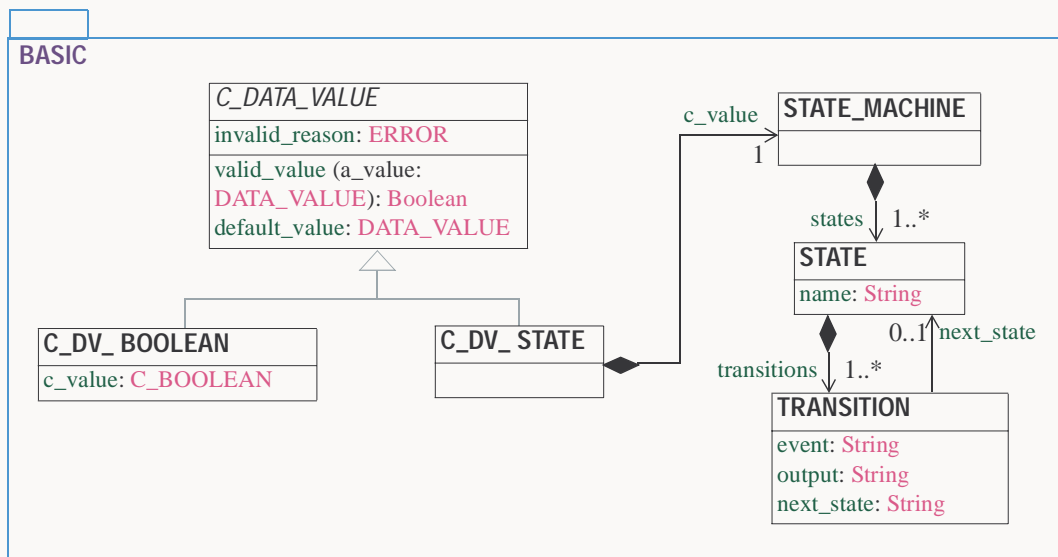 BASIC
C_DATA_VALUE
invalid_reason: ERROR
valid_value (a_value:
DATA_VALUE): Boolean
default_value: DATA_VALUE
C_DV_ BOOLEAN
c_value: C_BOOLEAN
C_DV_ STATE
c_value
1
STATE_MACHINE
states 1..*
STATE
name: String
0..1 next_state
transitions 1..*
TRANSITION
event: String
output: String
next_state: String